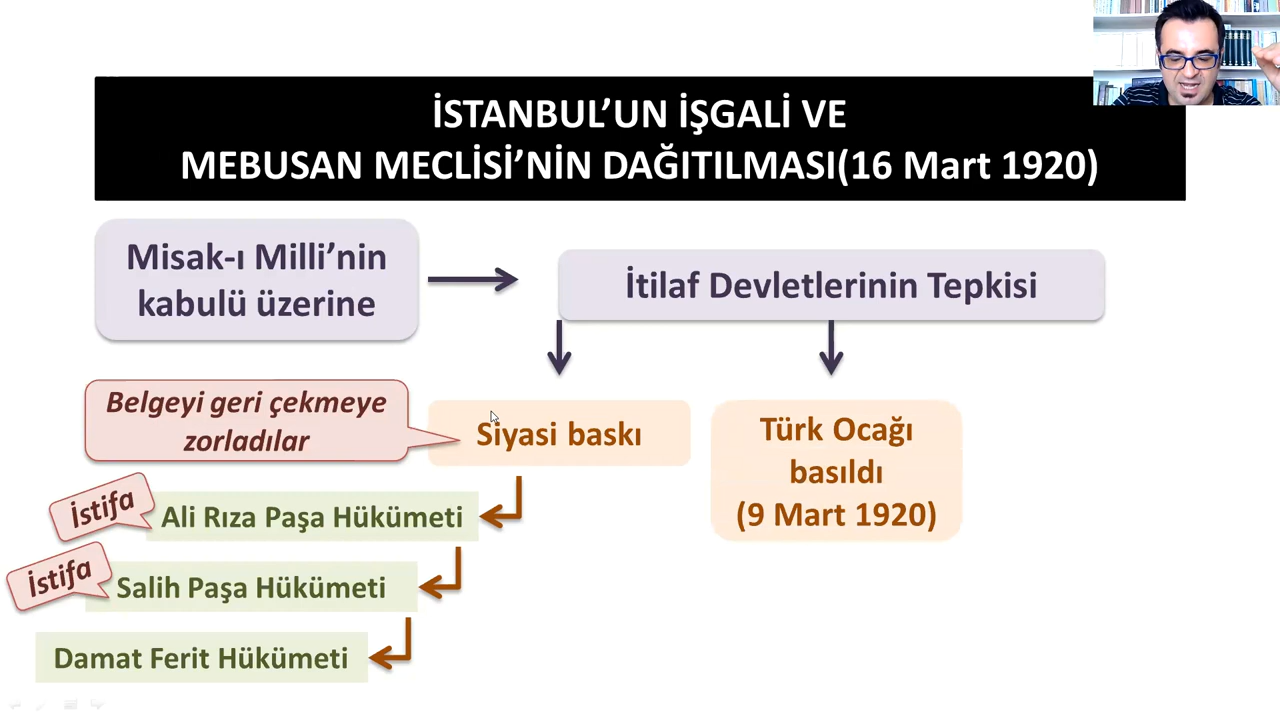 İSTANBUL’UN İŞGALİ VE
MEBUSAN MECLİSİ’NİN DAĞITILMASI(16 Mart 1920)
Misak-ı Milli’nin
kabulü üzerine
İtilaf Devletlerinin Tepkisi
Belgeyi geri çekmeye
zorladılar
Siyasi baskı
Türk Ocağı
basıldı
(9 Mart 1920)
İstifa
Ali Rıza Paşa Hükümeti
İstifa
Salih Paşa Hükümeti
Damat Ferit Hükümeti